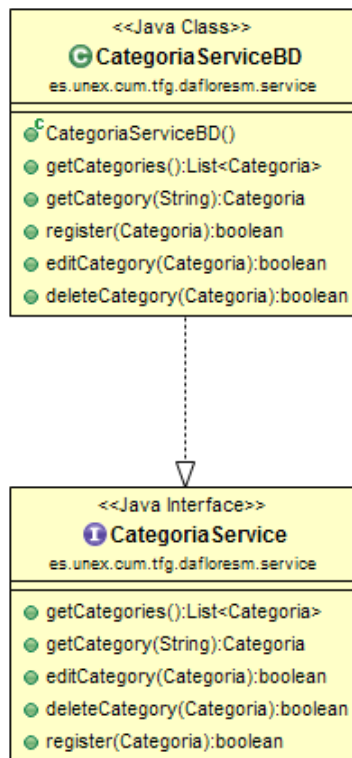 <<Java Class>>
CategoriaServiceBD
es.unex.cum.tfg.dafloresm.service
CategoriaServiceBD()
getCategories():List<Categoria>
getCategory(String):Categoria
register(Categoria):boolean
editCategory(Categoria):boolean
deleteCategory(Categoria):boolean
<<Java Interface>>
CategoriaService
es.unex.cum.tfg.dafloresm.service
getCategories():List<Categoria>
getCategory(String):Categoria
editCategory(Categoria):boolean
deleteCategory(Categoria):boolean
register(Categoria):boolean